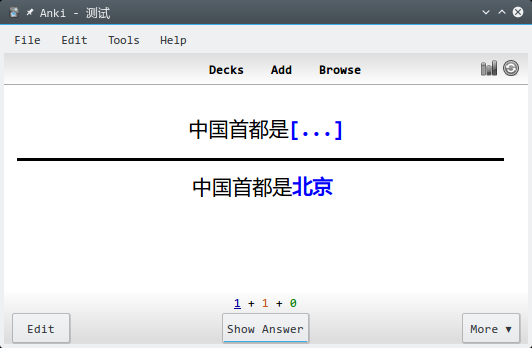 Anki - 测试
File Edit Tools Help
Decks Add Browse
中国首都是[...]
中国首都是北京
1 + 1 + 0
Edit Show Answer More ▼